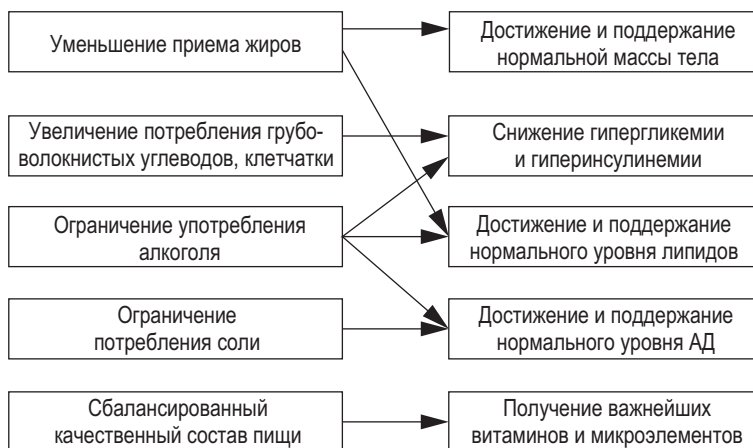 Уменьшение приема жиров
Достижение и поддержание
нормальной массы тела
Увеличение потребления грубо-
волокнистых углеводов, клетчатки
Снижение гипергликемии
и гиперинсулинемии
Ограничение употребления
алкоголя
Достижение и поддержание
нормального уровня липидов
Ограничение
потребления соли
Достижение и поддержание
нормального уровня АД
Сбалансированный
качественный состав пищи
Получение важнейших
витаминов и микроэлементов